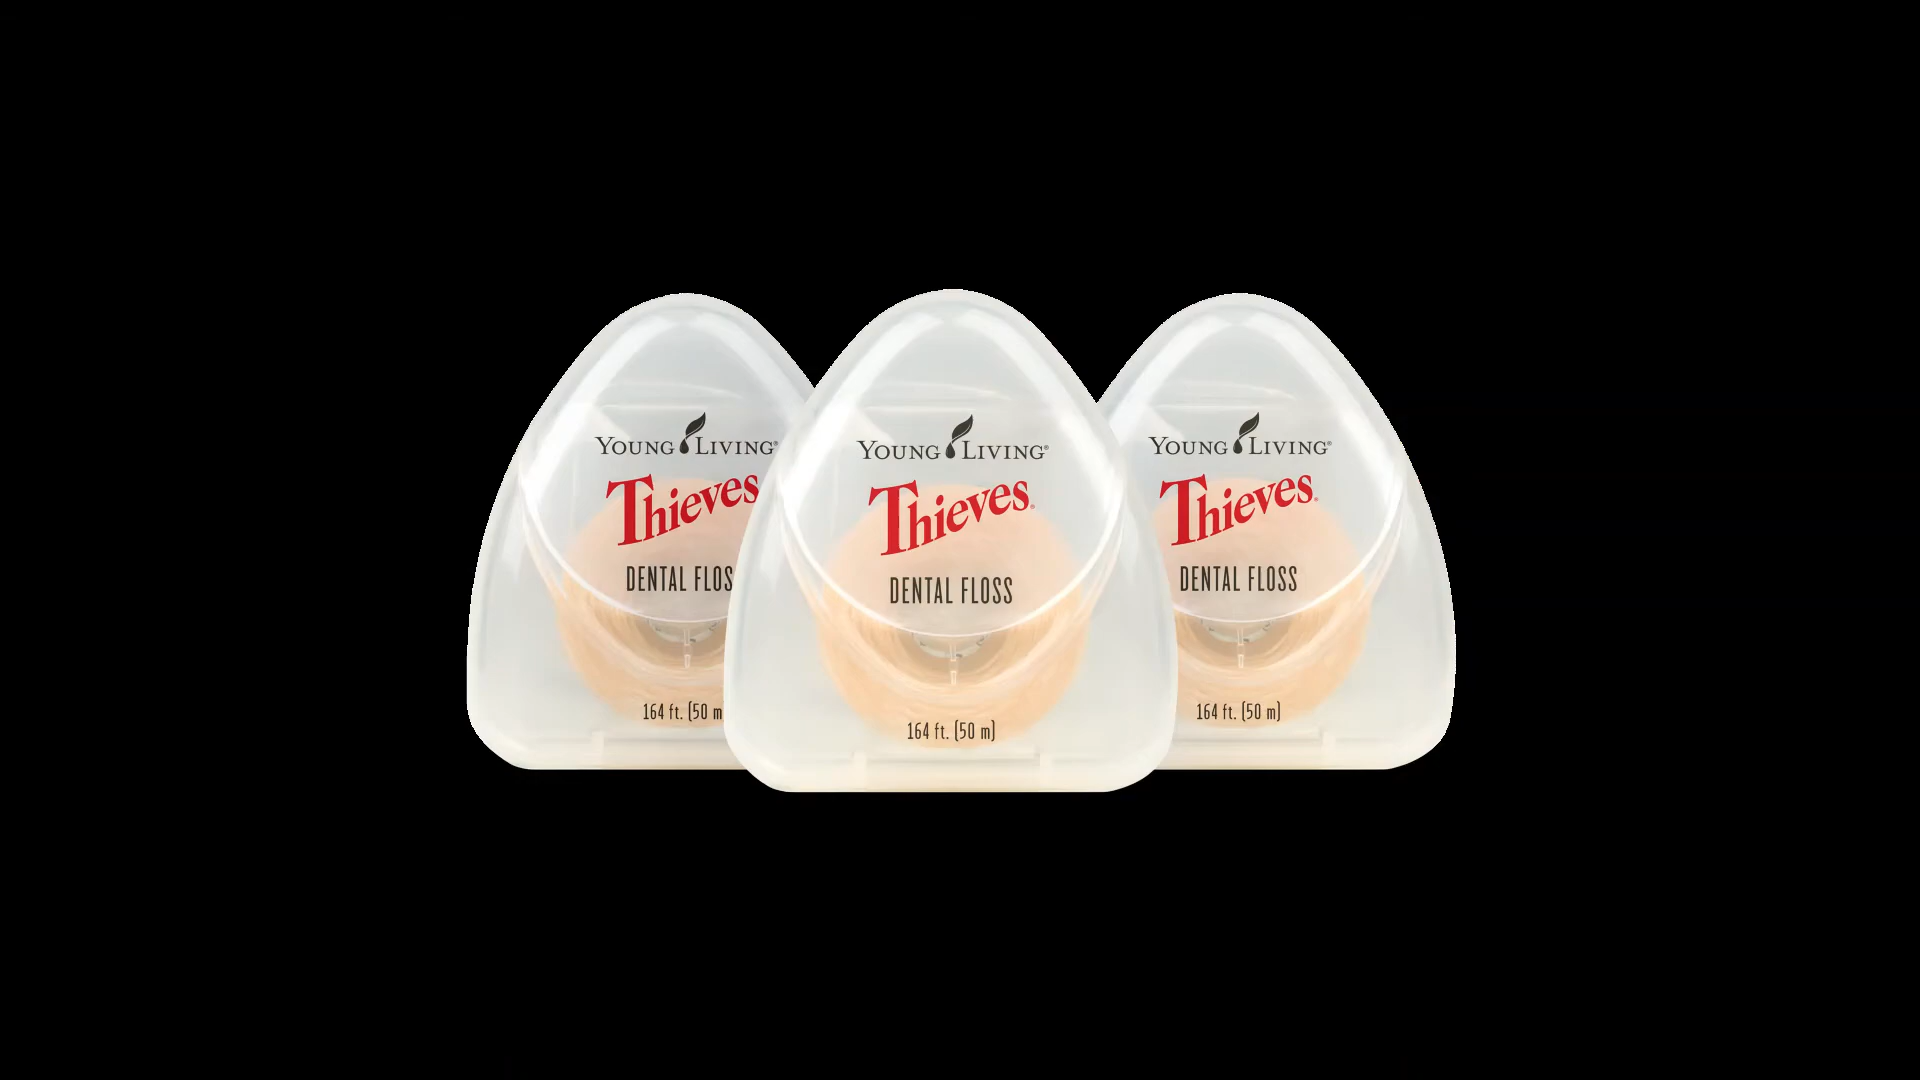 YOUNG LIVING®
Thieves
DENTAL FLOS
164 ft. (50 m
YOUNG LIVING®
Thieves®
DENTAL FLOSS
164 ft. (50 m)
YOUNG LIVING®
Thieves®
DENTAL FLOSS
164 ft. (50 m)